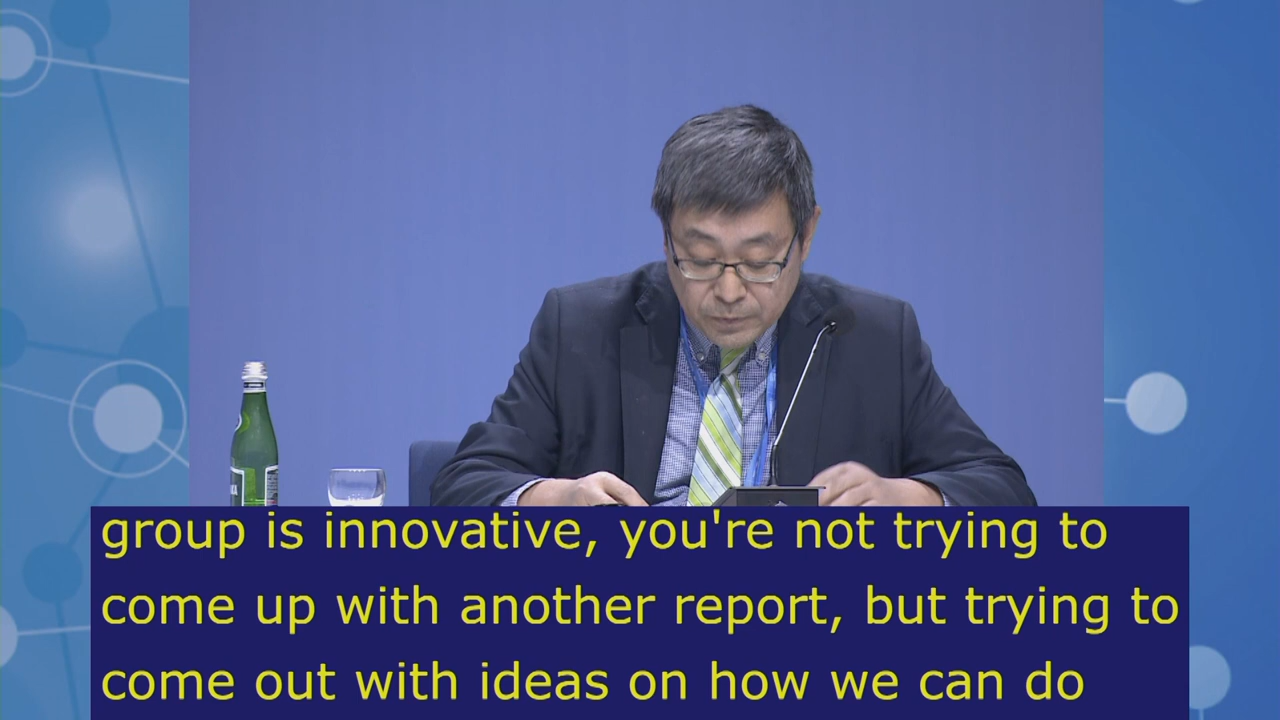 group is innovative, you're not trying to
come up with another report, but trying to
come out with ideas on how we can do